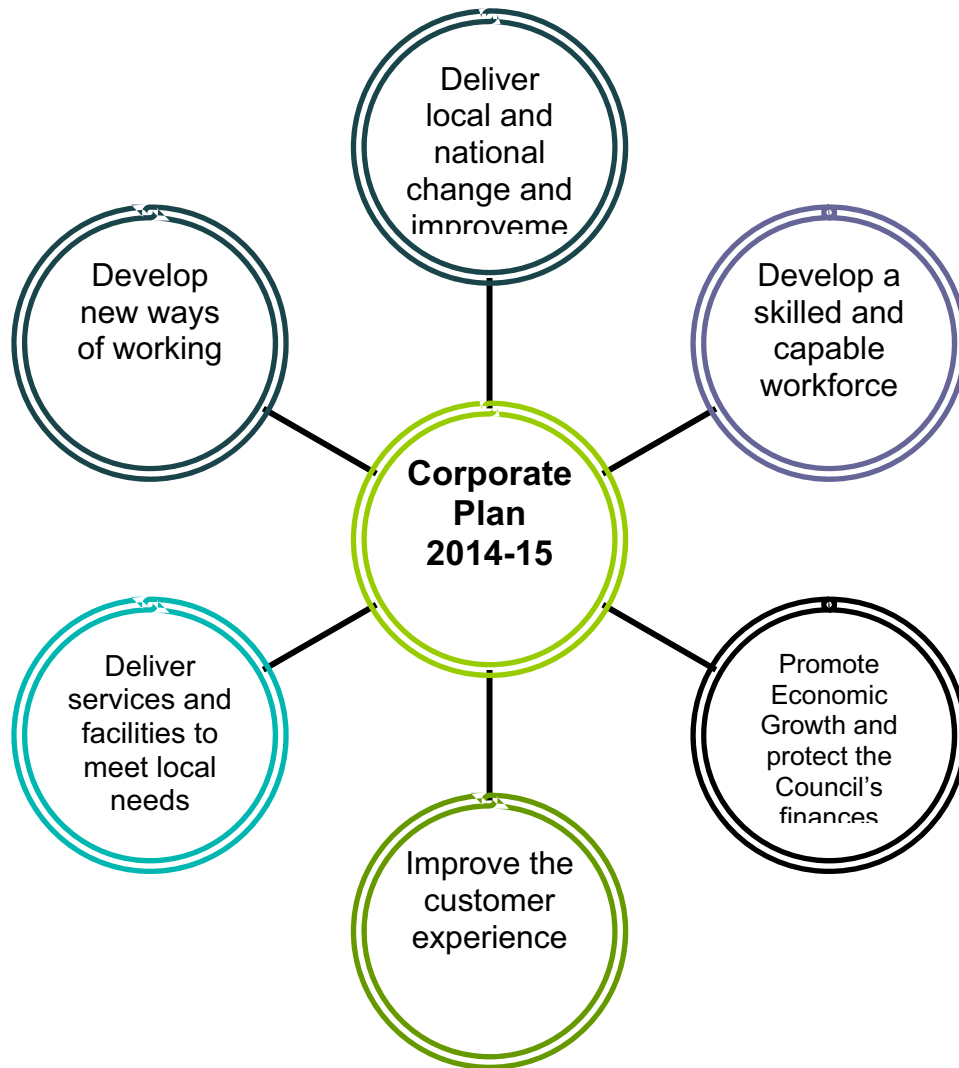 Deliver
local and
national
change and
improveme
Develop
new ways
of working
Develop a
skilled and
capable
workforce
Corporate
Plan
2014-15
Deliver
services and
facilities to
meet local
needs
Promote
Economic
Growth and
protect the
Council's
finances
Improve the
customer
experience